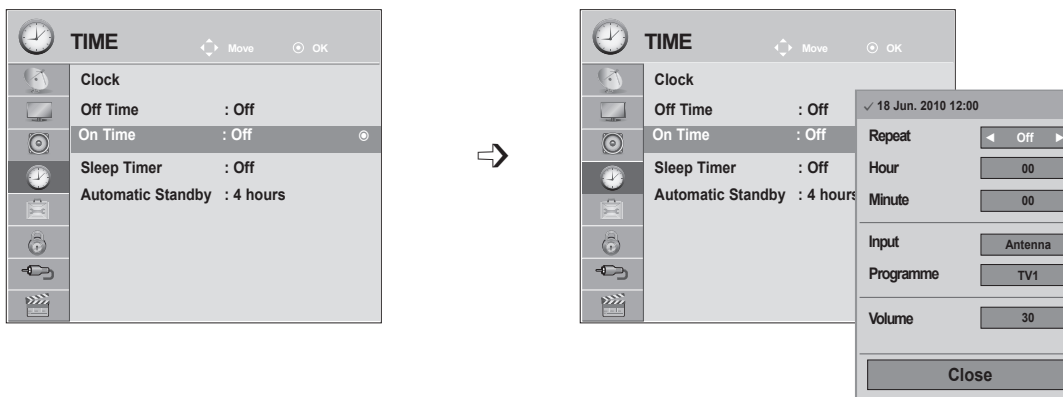 TIME
Move OK
Clock
Off Time : Off
On Time : Off
Sleep Timer : Off
Automatic Standby : 4 hours
TIME
Move OK
Clock
Off Time : Off
On Time : Off
Sleep Timer : Off
Automatic Standby : 4 hours
✓ 18 Jun. 2010 12:00
Repeat ◀ Off ▶
Hour 00
Minute 00
Input Antenna
Programme TV1
Volume 30
Close